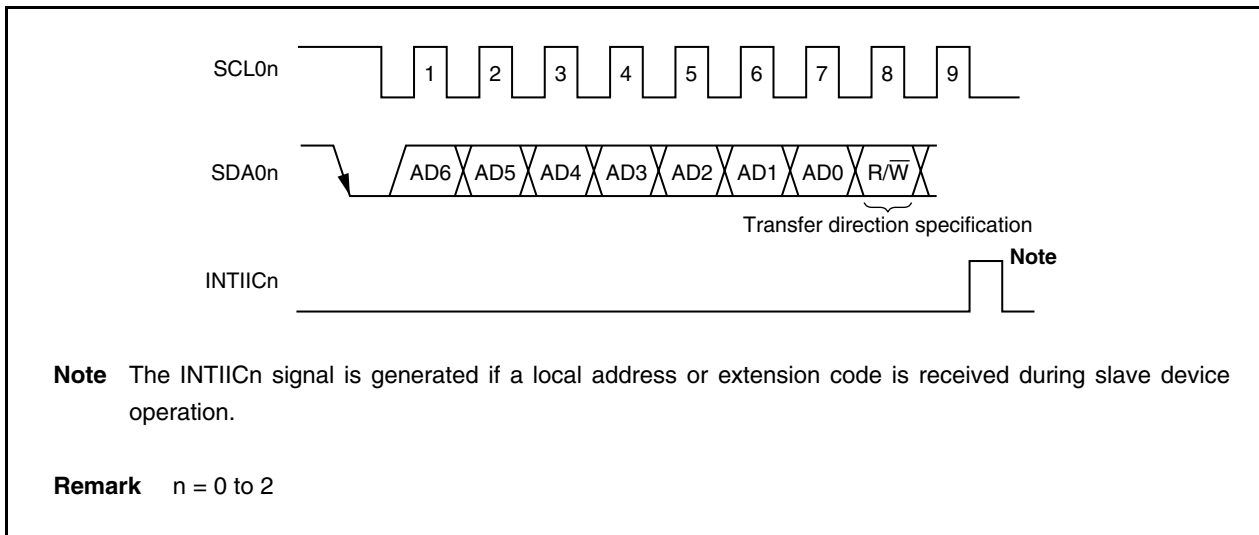 SCL0n
1 2 3 4 5 6 7 8 9
SDA0n
AD6 AD5 AD4 AD3 AD2 AD1 AD0 R/W̅
Transfer direction specification
INTIICn
Note
Note The INTIICn signal is generated if a local address or extension code is received during slave device
operation.
Remark n = 0 to 2